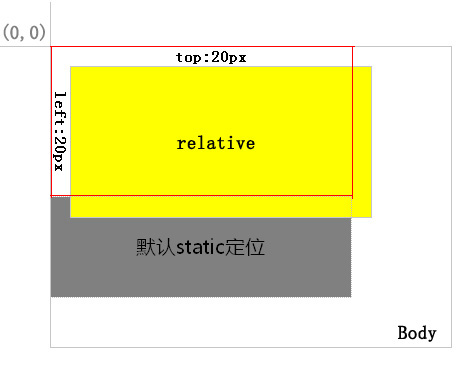 (0,0)
top:20px
left:20px
relative
默认static定位
Body